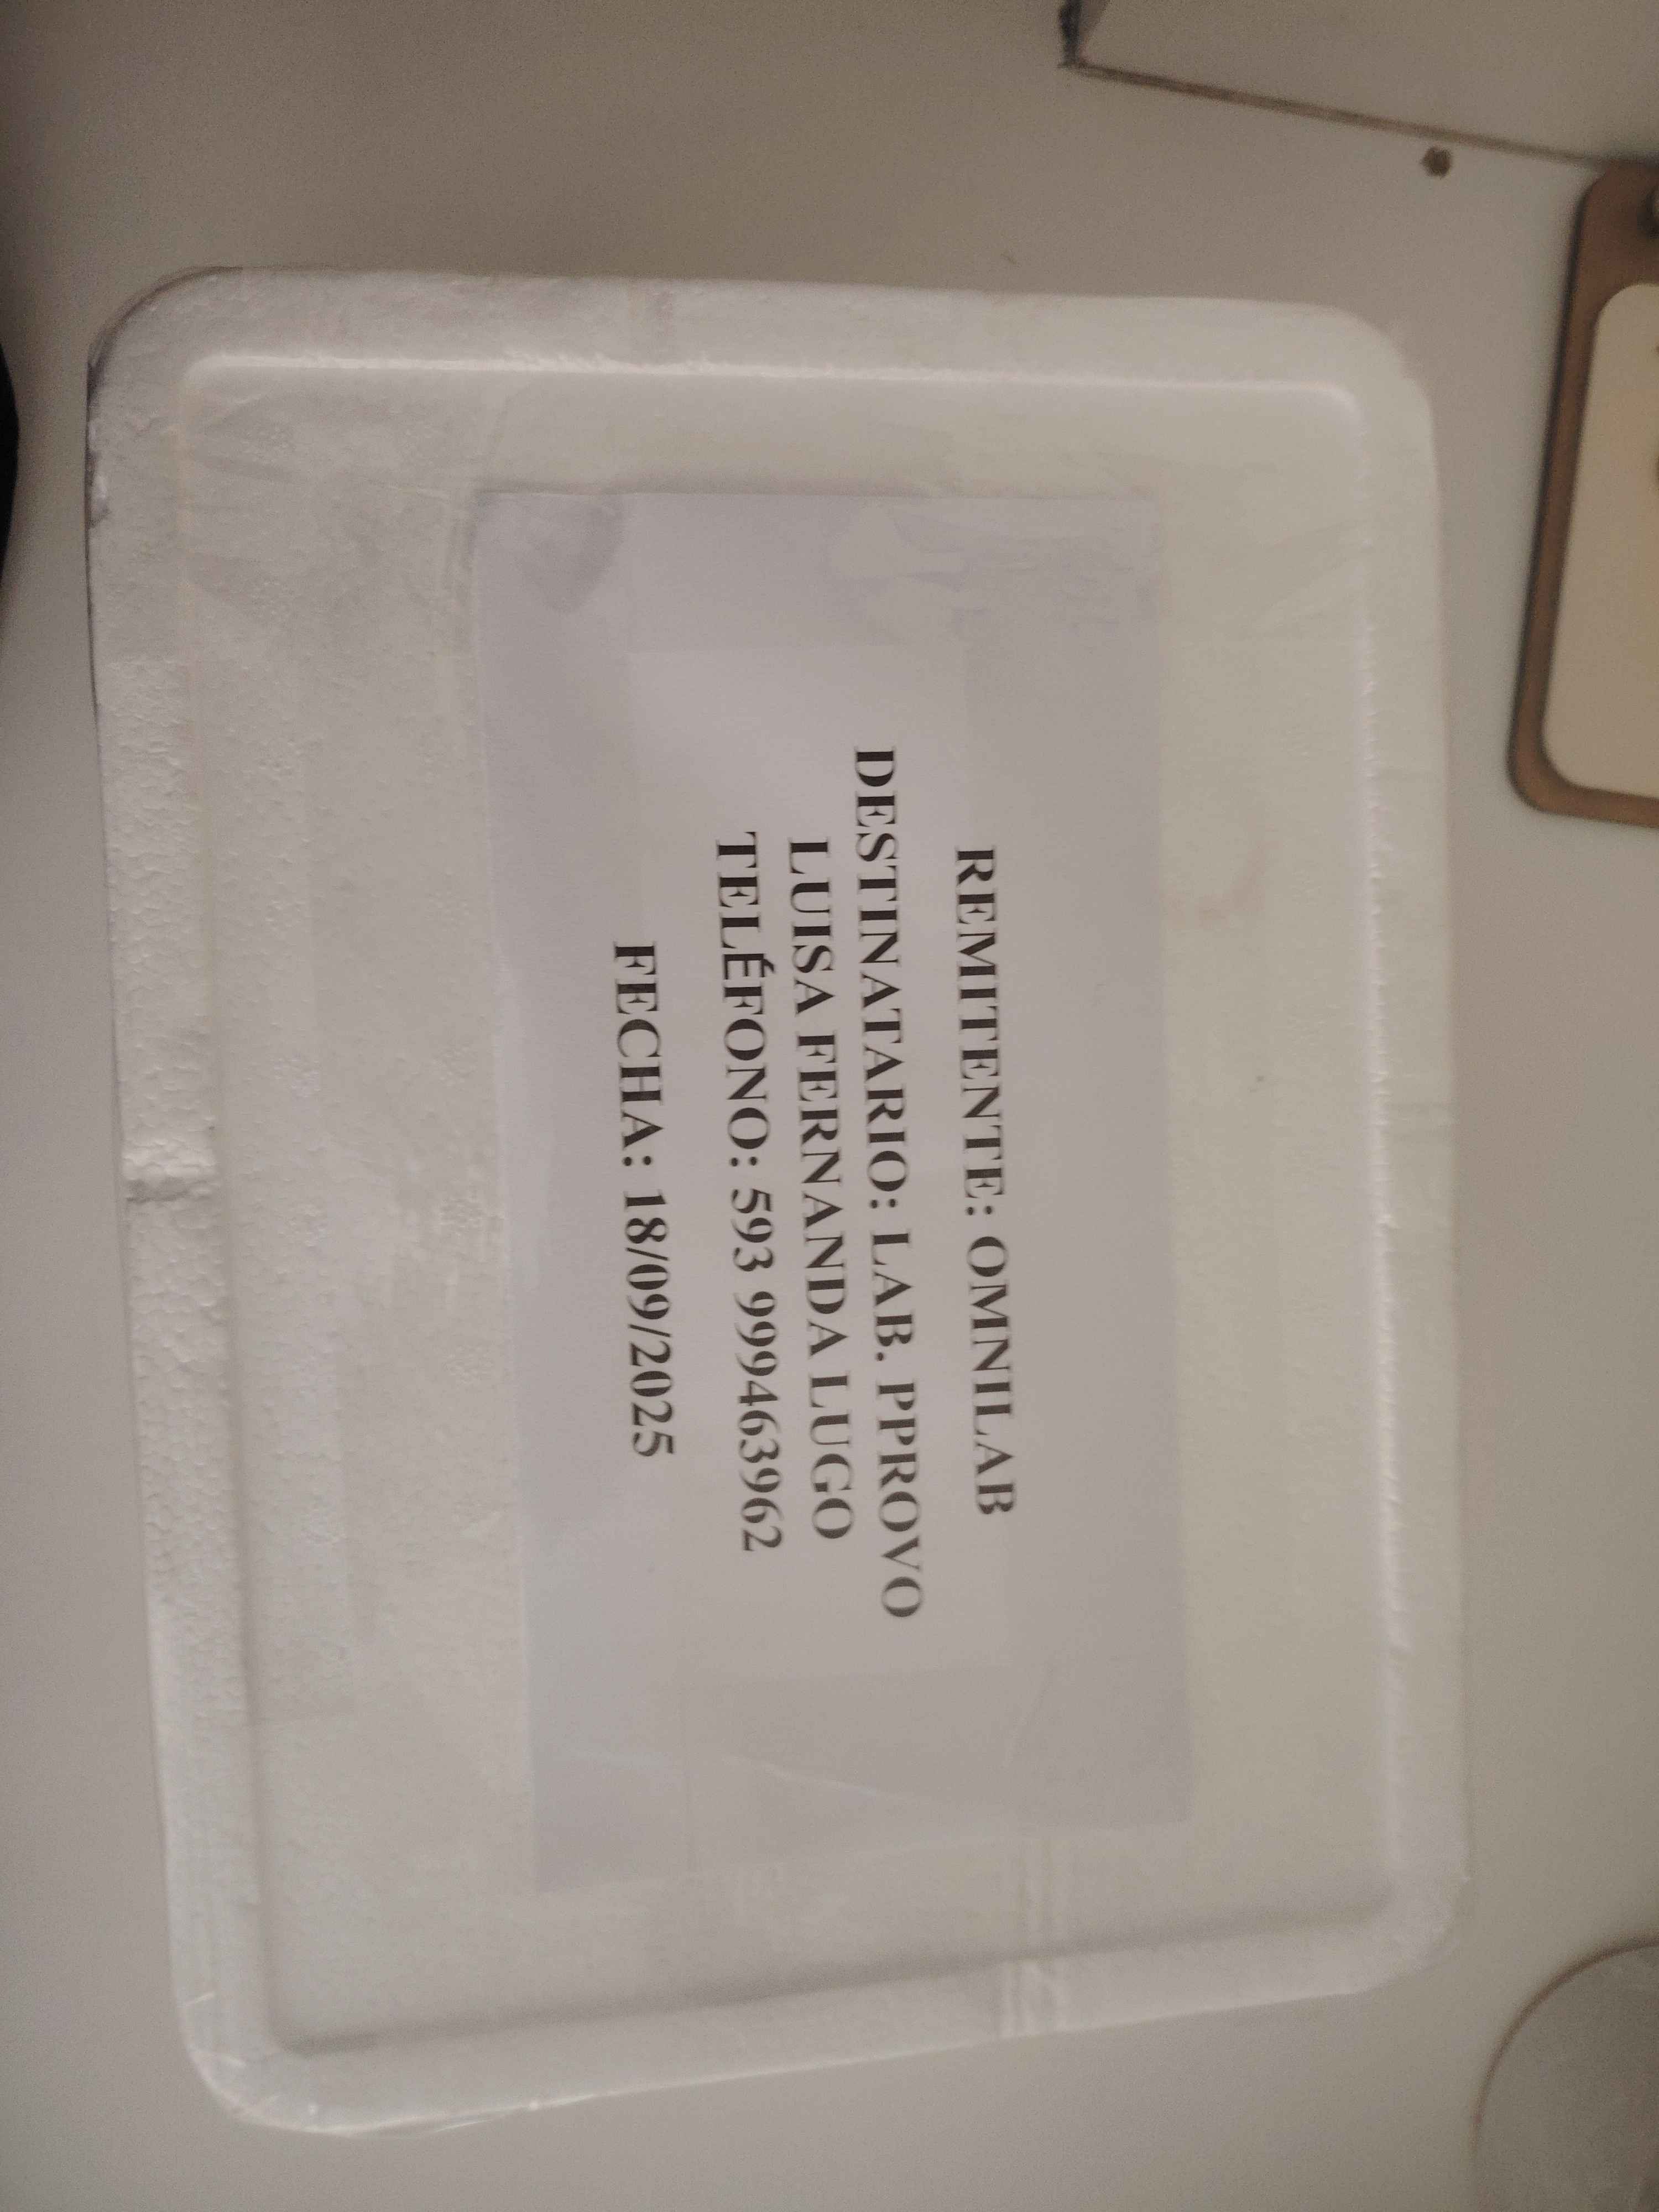 REMITENTE: OMNILAB
DESTINATARIO: LAB. PPROVO
LUISA FERNANDA LUGO
TELÉFONO: 593 999463962
FECHA: 18/09/2025